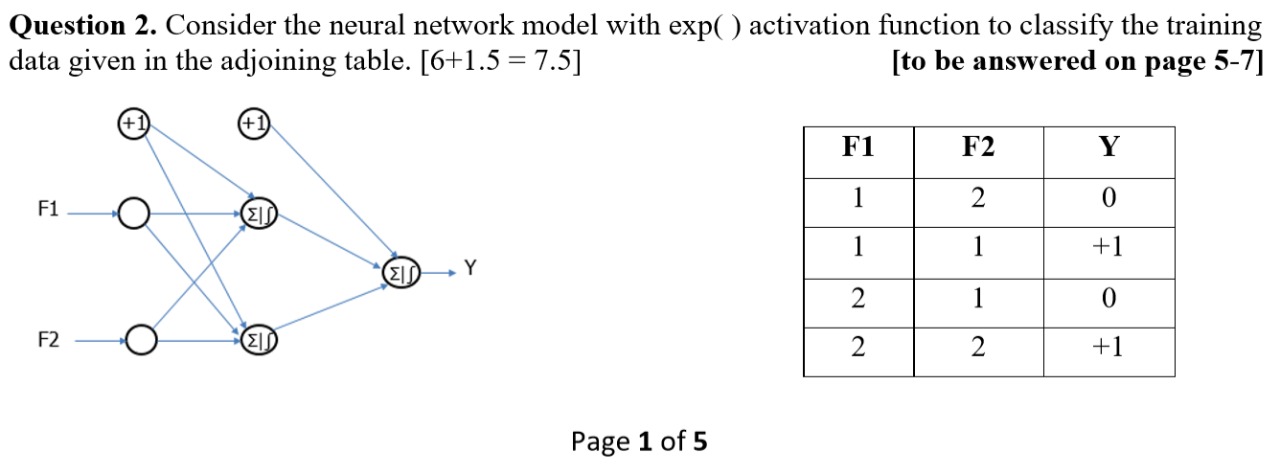 Question 2. Consider the neural network model with exp( ) activation function to classify the training
data given in the adjoining table. [6+1.5 = 7.5] [to be answered on page 5-7]
+1 +1
F1 F2 Y
1 2 0
F1 Σ|∫
1 1 +1
Σ|∫ Y
2 1 0
F2 Σ|∫
2 2 +1
Page 1 of 5